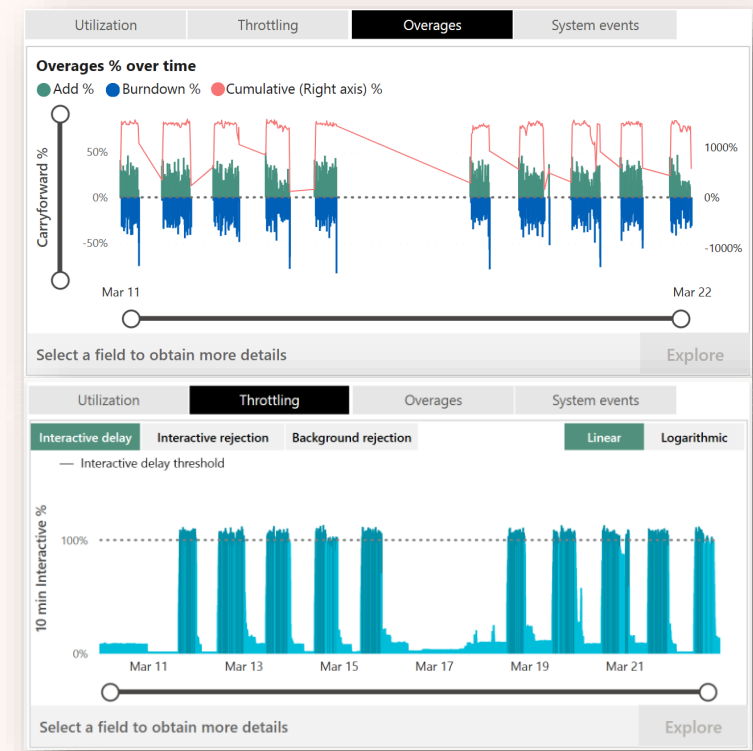 Utilization Throttling Overages System events
Overages % over time
Add % Burndown % Cumulative (Right axis) %
Carryforward %
50%
0%
-50%
1000%
0%
-1000%
Mar 11 Mar 22
Select a field to obtain more details Explore
Utilization Throttling Overages System events
Interactive delay Interactive rejection Background rejection Linear Logarithmic
Interactive delay threshold
10 min Interactive %
100%
0%
Mar 11 Mar 13 Mar 15 Mar 17 Mar 19 Mar 21
Select a field to obtain more details Explore